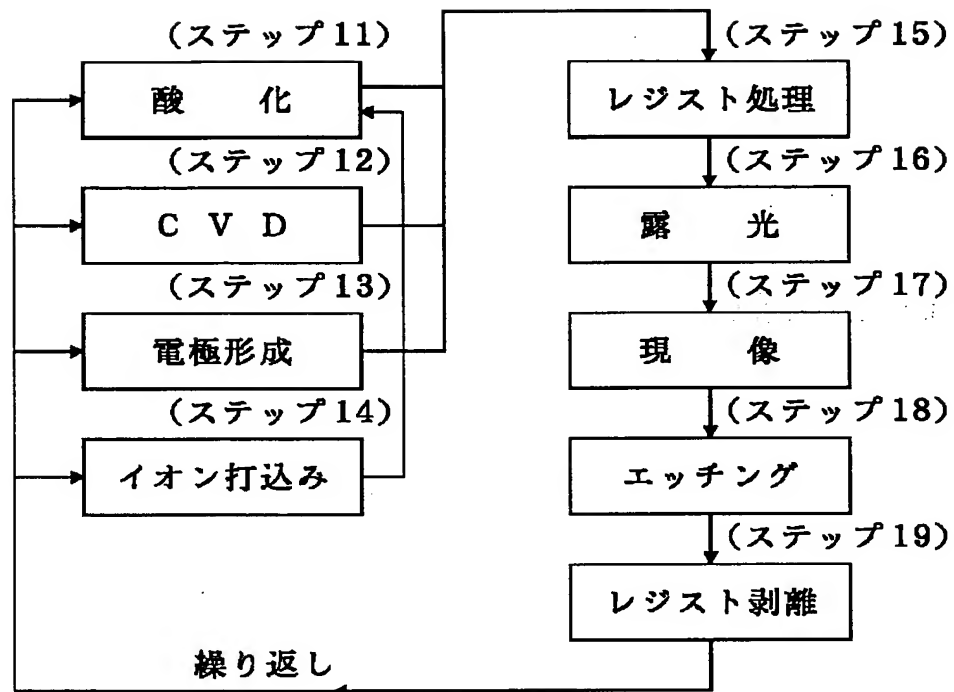 (ステップ11)
酸 化
(ステップ12)
C V D
(ステップ13)
電極形成
(ステップ14)
イオン打込み
(ステップ15)
レジスト処理
(ステップ16)
露 光
(ステップ17)
現 像
(ステップ18)
エッチング
(ステップ19)
レジスト剥離
繰り返し